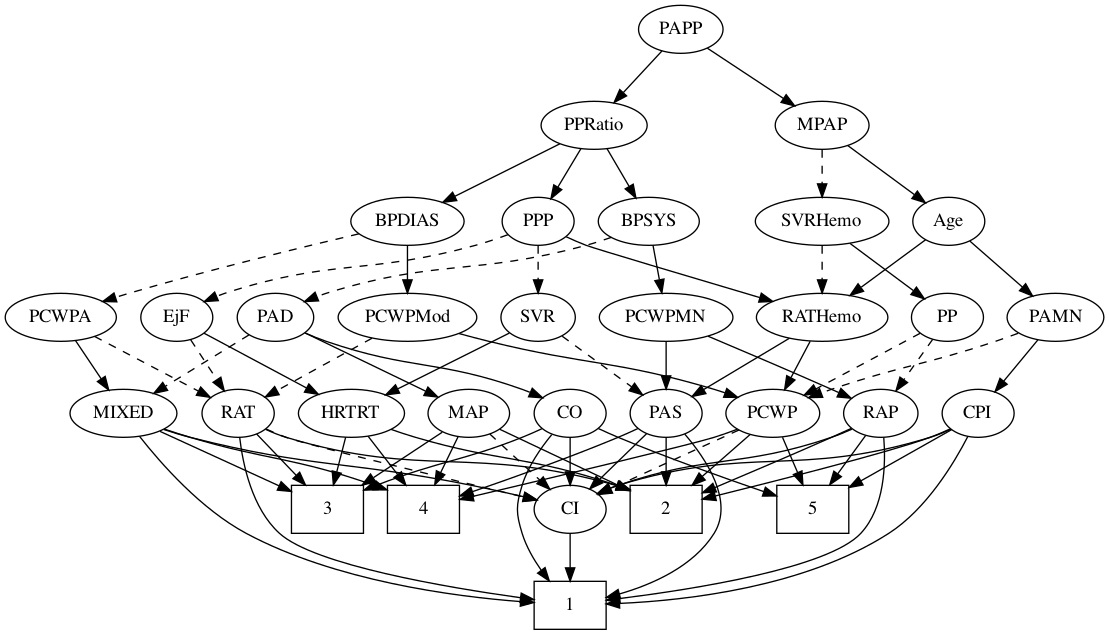 PAPP
PPRatio MPAP
BPDIAS PPP BPSYS SVRHemo Age
PCWPA EjF PAD PCWPMod SVR PCWPMN RATHemo PP PAMN
MIXED RAT HRTRT MAP CO PAS PCWP RAP CPI
3 4 CI 2 5
1